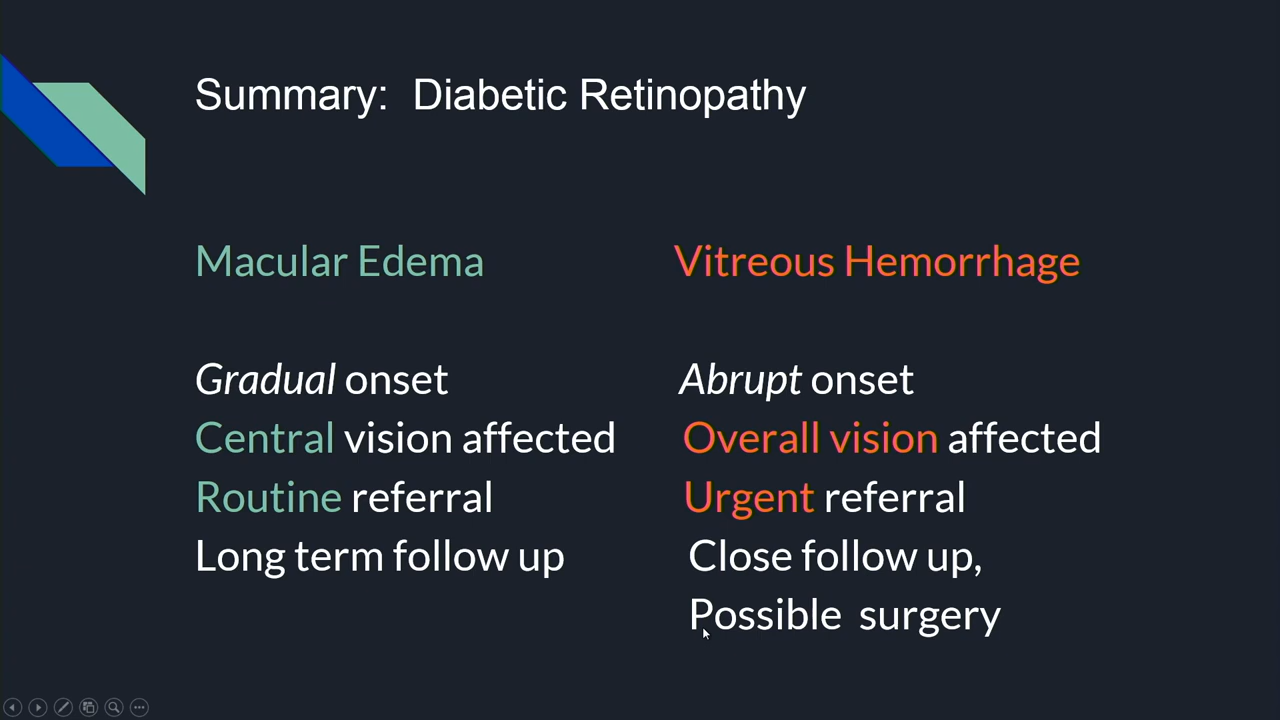 Summary: Diabetic Retinopathy
Macular Edema
Gradual onset
Central vision affected
Routine referral
Long term follow up
Vitreous Hemorrhage
Abrupt onset
Overall vision affected
Urgent referral
Close follow up,
Possible surgery